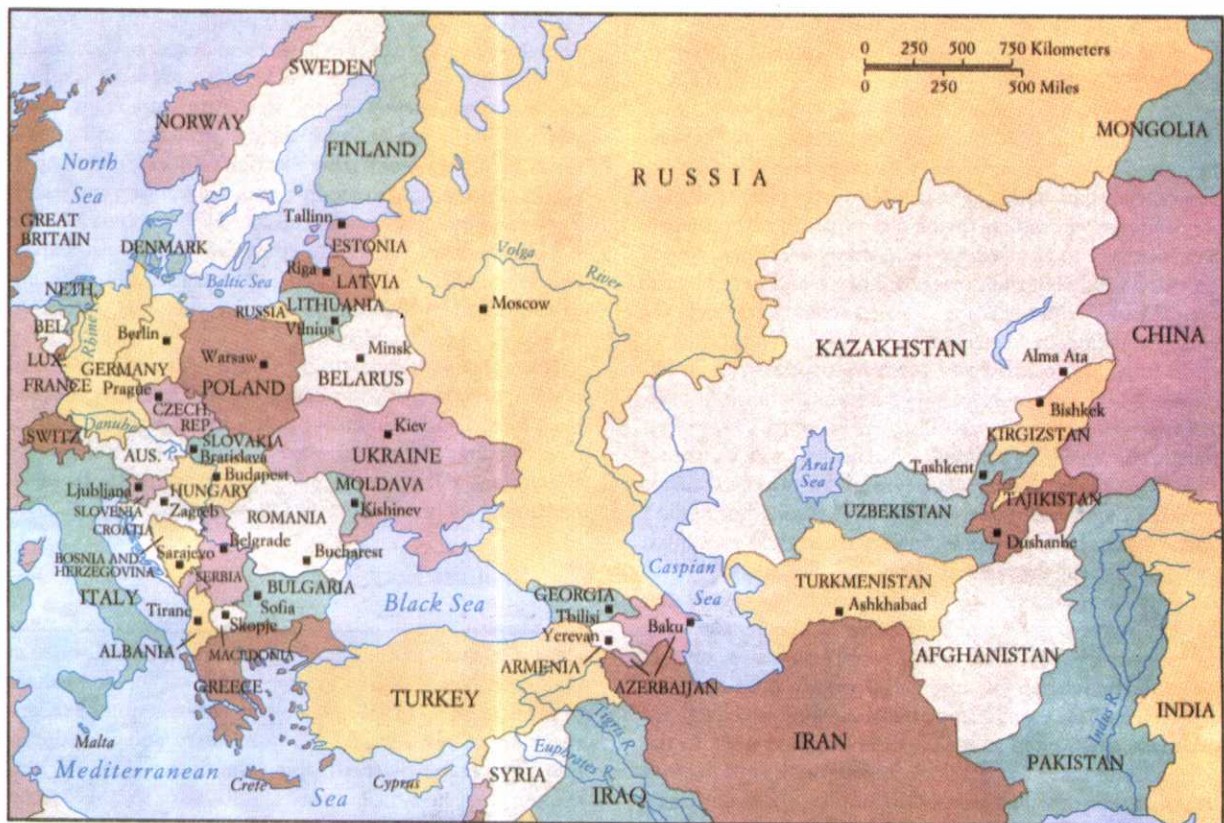 0 250 500 750 Kilometers
0 250 500 Miles
SWEDEN
NORWAY
FINLAND
North
Sea
RUSSIA
MONGOLIA
GREAT
BRITAIN
DENMARK
Tallinn
ESTONIA
Riga
LATVIA
Baltic Sea
Volga
River
NETH.
LITHUANIA
RUSSIA
Vilnius
Moscow
BEL.
Rhine
Berlin
Warsaw
Minsk
KAZAKHSTAN
CHINA
LUX.
GERMANY
POLAND
BELARUS
Alma Ata
FRANCE
Prague
CZECH.
REP.
Bishkek
Danube
Kiev
SWITZ.
SLOVAKIA
KIRGIZSTAN
AUS.
Bratislava
UKRAINE
Aral
Sea
Tashkent
Budapest
Ljubljana
HUNGARY
MOLDAVA
TAJIKISTAN
SLOVENIA
Zagreb
ROMANIA
Kishinev
UZBEKISTAN
CROATIA
Dushanbe
BOSNIA AND
HERZEGOVINA
Sarajevo
Belgrade
Bucharest
SERBIA
Caspian
Sea
TURKMENISTAN
BULGARIA
ITALY
Sofia
Black Sea
GEORGIA
Tbilisi
Ashkhabad
Tirane
Skopje
Yerevan
Baku
ALBANIA
MACEDONIA
ARMENIA
AFGHANISTAN
GREECE
AZERBAIJAN
TURKEY
INDIA
Tigris R.
Indus R.
Malta
IRAN
Mediterranean
Sea
Crete
Cyprus
SYRIA
Euphrates R.
IRAQ
PAKISTAN